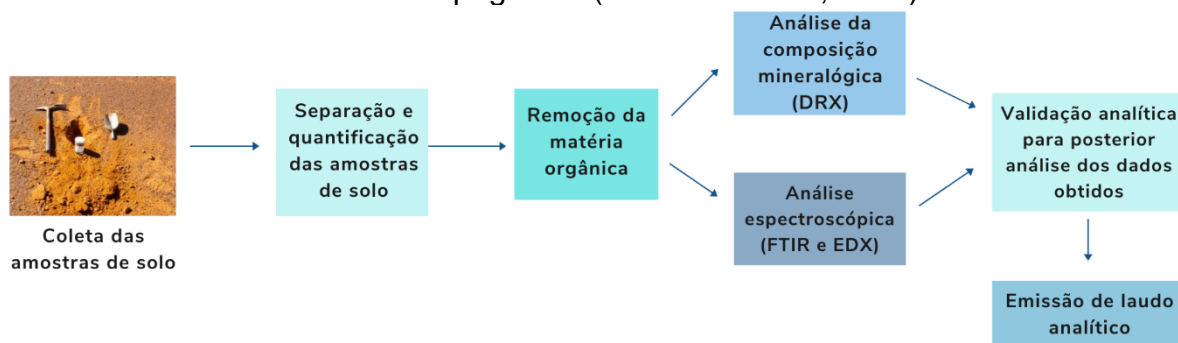 Coleta das
amostras de solo
Separação e
quantificação
das amostras
de solo
Remoção da
matéria
orgânica
Análise da
composição
mineralógica
(DRX)
Análise
espectroscópica
(FTIR e EDX)
Validação analítica
para posterior
análise dos dados
obtidos
Emissão de laudo
analítico